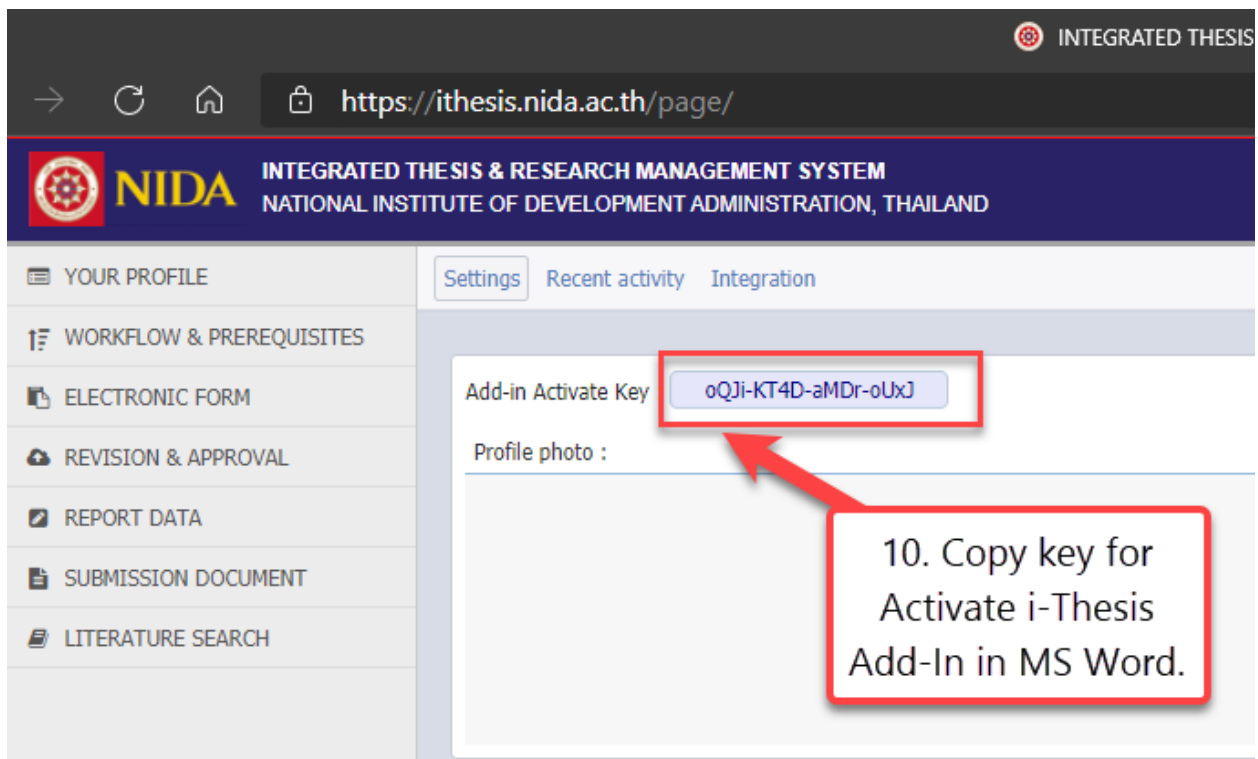 INTEGRATED THESIS
https://ithesis.nida.ac.th/page/
NIDA
INTEGRATED THESIS & RESEARCH MANAGEMENT SYSTEM
NATIONAL INSTITUTE OF DEVELOPMENT ADMINISTRATION, THAILAND
YOUR PROFILE
WORKFLOW & PREREQUISITES
ELECTRONIC FORM
REVISION & APPROVAL
REPORT DATA
SUBMISSION DOCUMENT
LITERATURE SEARCH
Settings Recent activity Integration
Add-in Activate Key oQJi-KT4D-aMDr-oUxJ
Profile photo :
10. Copy key for
Activate i-Thesis
Add-In in MS Word.